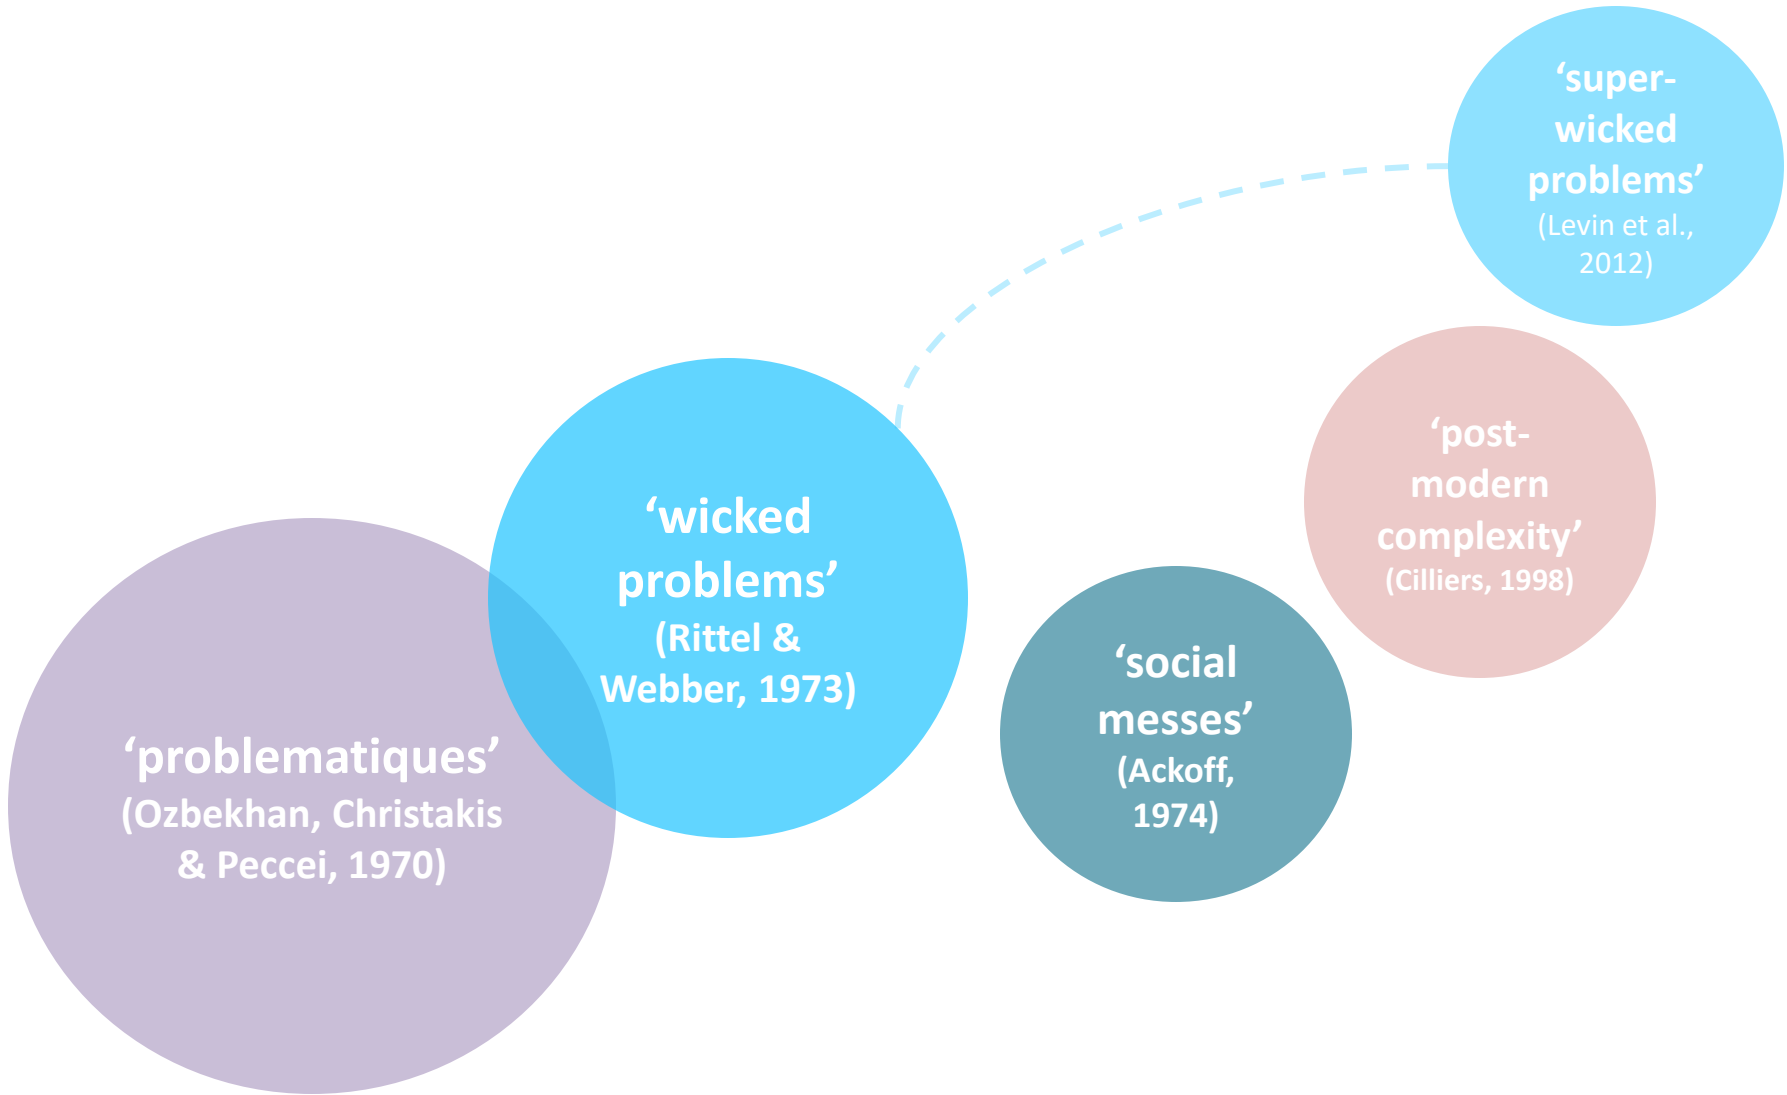 ‘problematiques’
(Ozbekhan, Christakis
& Peccei, 1970)
‘wicked
problems’
(Rittel &
Webber, 1973)
‘social
messes’
(Ackoff,
1974)
‘post-
modern
complexity’
(Cilliers, 1998)
‘super-
wicked
problems’
(Levin et al.,
2012)